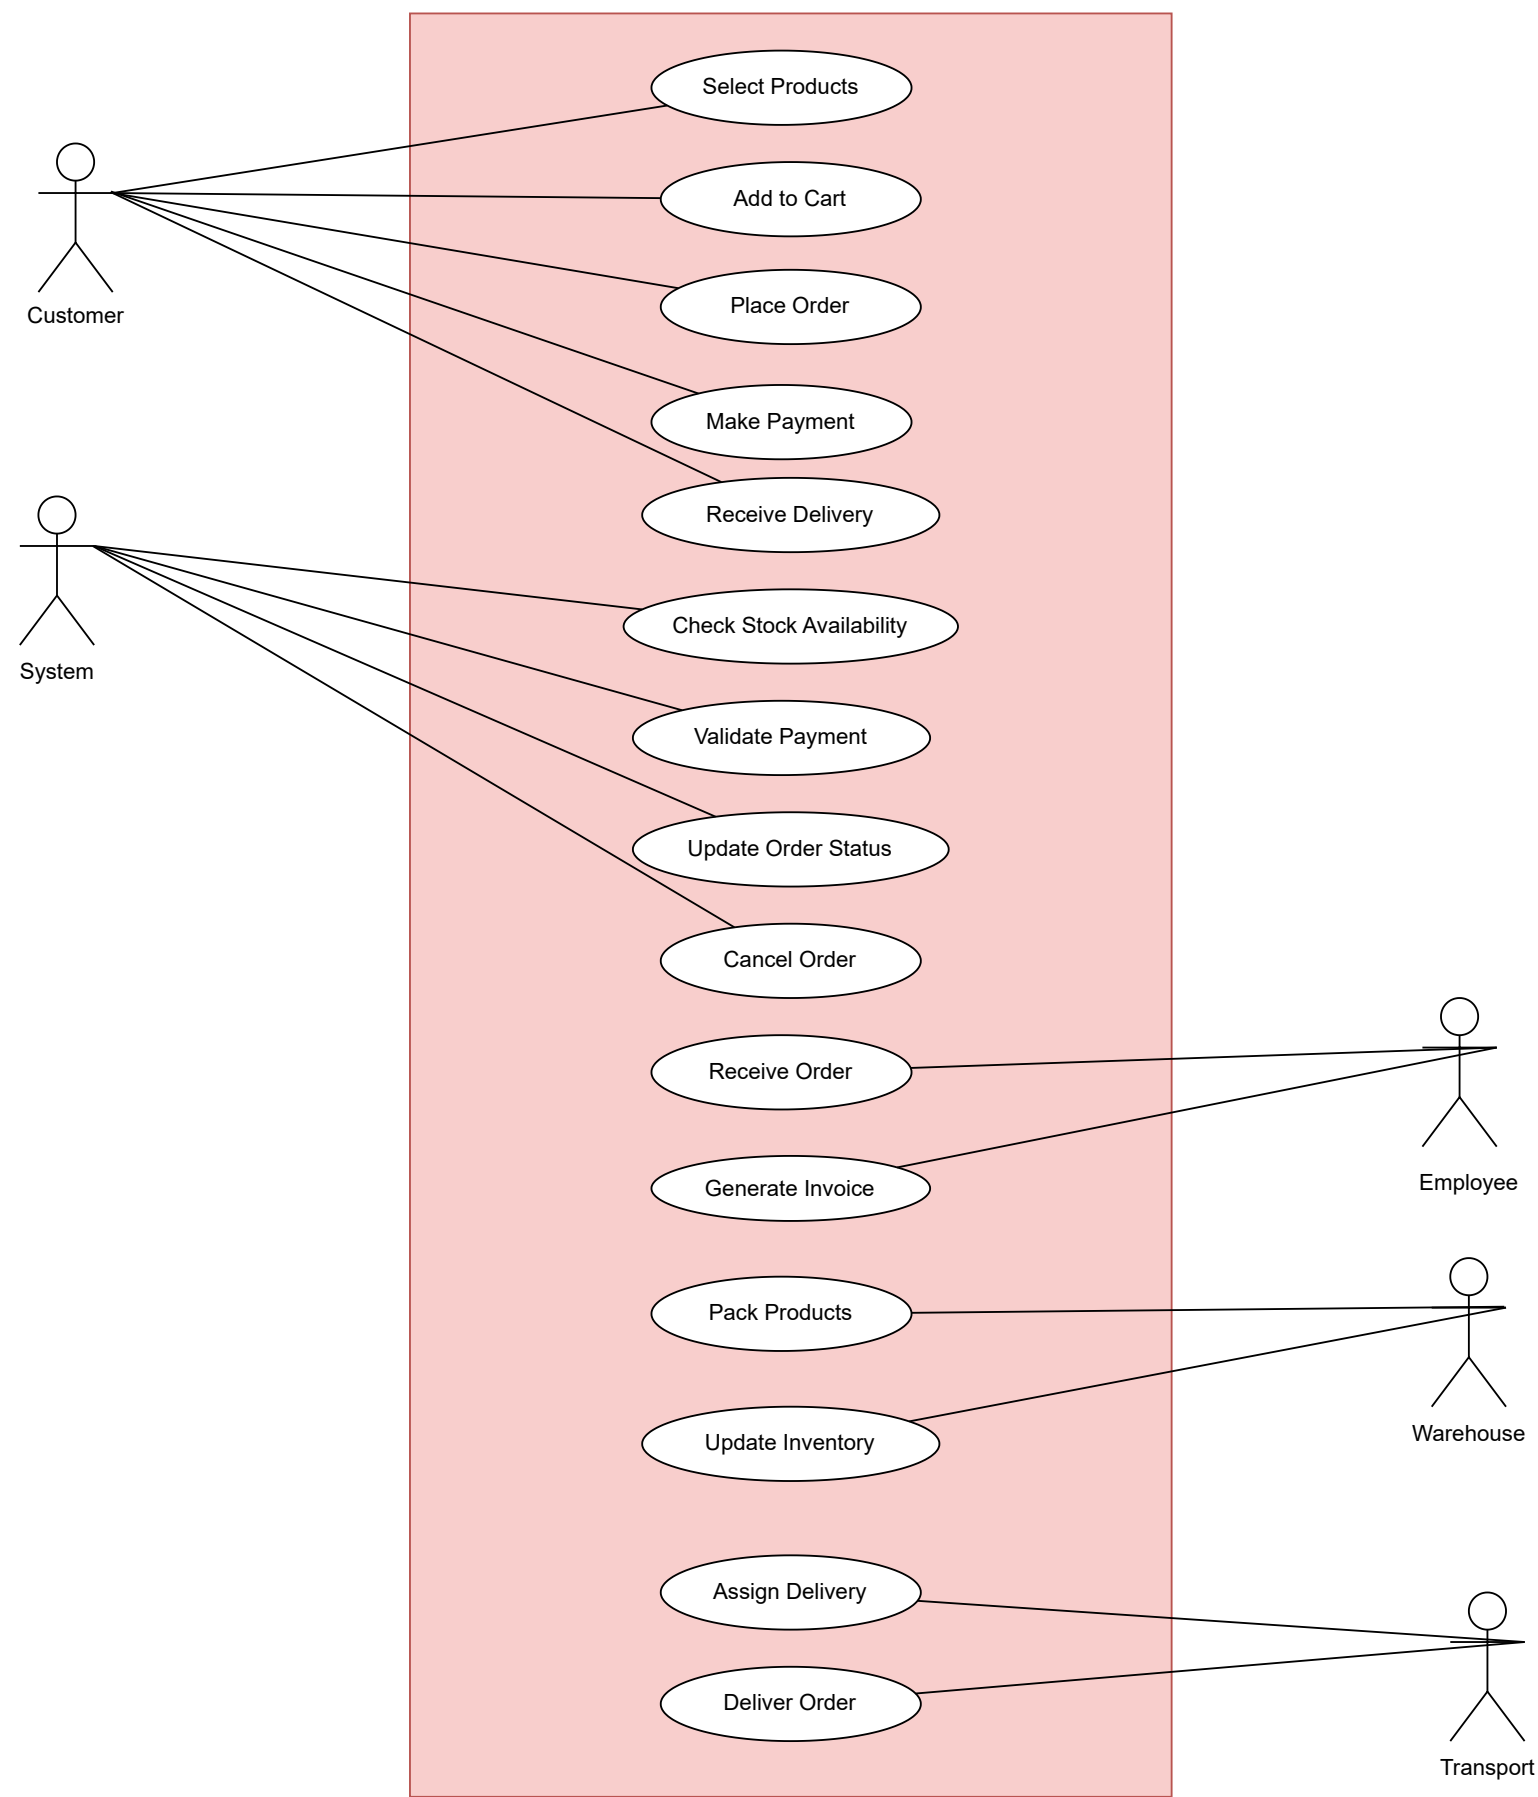 Select Products
Add to Cart
Customer
Place Order
Make Payment
Receive Delivery
System
Check Stock Availability
Validate Payment
Update Order Status
Cancel Order
Receive Order
Employee
Generate Invoice
Pack Products
Warehouse
Update Inventory
Assign Delivery
Deliver Order
Transport